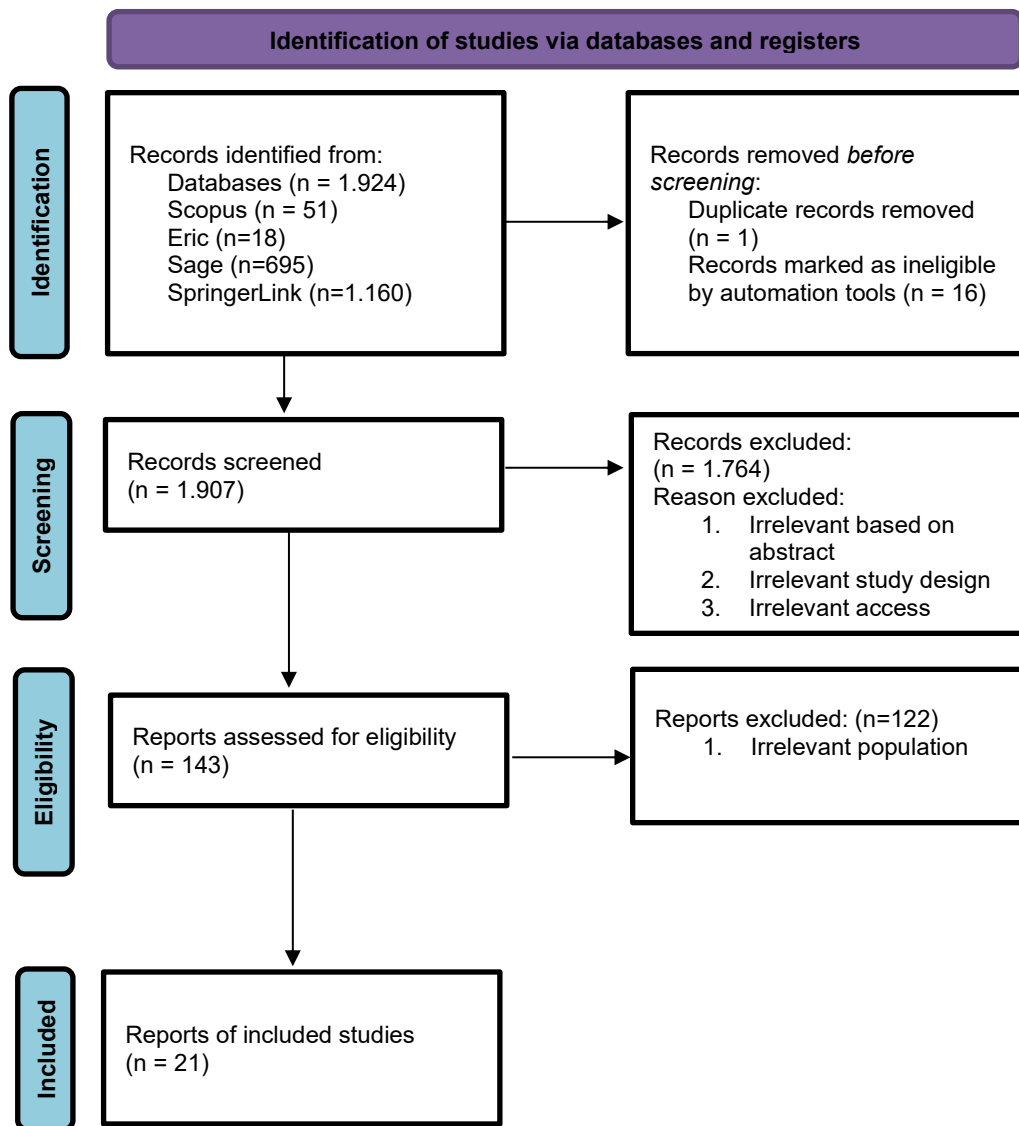 Identification of studies via databases and registers
Identification
Records identified from:
Databases (n = 1.924)
Scopus (n = 51)
Eric (n=18)
Sage (n=695)
SpringerLink (n=1.160)
Records removed before
screening:
Duplicate records removed
(n = 1)
Records marked as ineligible
by automation tools (n = 16)
Screening
Records screened
(n = 1.907)
Records excluded:
(n = 1.764)
Reason excluded:
1. Irrelevant based on
abstract
2. Irrelevant study design
3. Irrelevant access
Eligibility
Reports assessed for eligibility
(n = 143)
Reports excluded: (n=122)
1. Irrelevant population
Included
Reports of included studies
(n = 21)